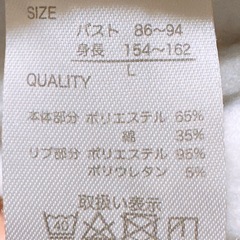 SIZE
バスト 86~94
身長 154~162
L
QUALITY
本体部分 ポリエステル 65%
綿 35%
リブ部分 ポリエステル 95%
ポリウレタン 5%
取扱い表示
40